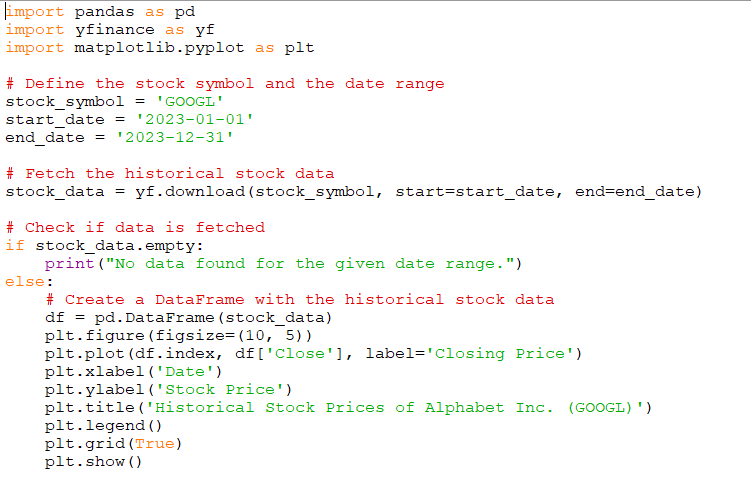 import pandas as pd
import yfinance as yf
import matplotlib.pyplot as plt

# Define the stock symbol and the date range
stock_symbol = 'GOOGL'
start_date = '2023-01-01'
end_date = '2023-12-31'

# Fetch the historical stock data
stock_data = yf.download(stock_symbol, start=start_date, end=end_date)

# Check if data is fetched
if stock_data.empty:
    print("No data found for the given date range.")
else:
    # Create a DataFrame with the historical stock data
    df = pd.DataFrame(stock_data)
    plt.figure(figsize=(10, 5))
    plt.plot(df.index, df['Close'], label='Closing Price')
    plt.xlabel('Date')
    plt.ylabel('Stock Price')
    plt.title('Historical Stock Prices of Alphabet Inc. (GOOGL)')
    plt.legend()
    plt.grid(True)
    plt.show()